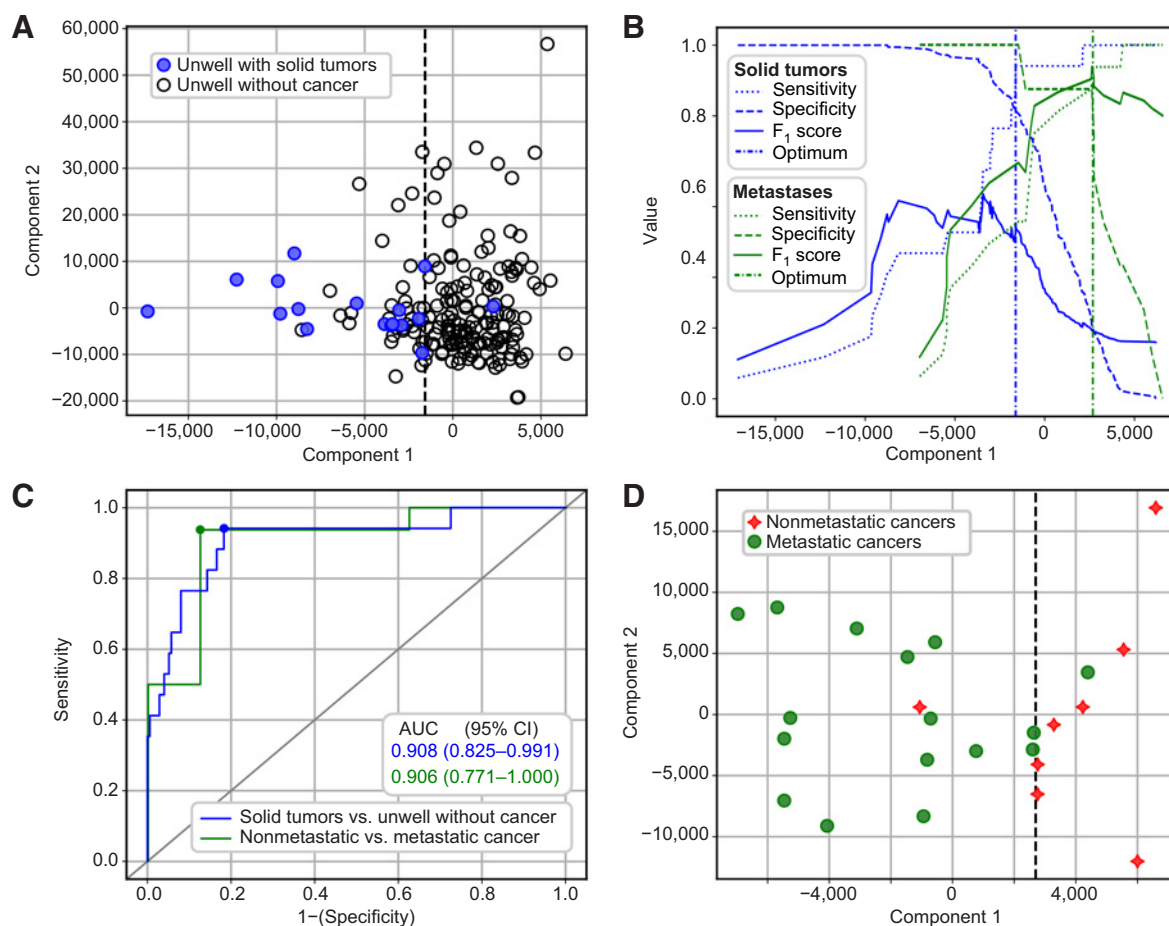 A
60,000
50,000
40,000
30,000
20,000
10,000
0
−10,000
−20,000
Component 2
Unwell with solid tumors
Unwell without cancer
−15,000 −10,000 −5,000 0 5,000
Component 1
B
1.0
0.8
0.6
0.4
0.2
0.0
Value
Solid tumors
Sensitivity
Specificity
F1 score
Optimum
Metastases
Sensitivity
Specificity
F1 score
Optimum
−15,000 −10,000 −5,000 0 5,000
Component 1
C
1.0
0.8
0.6
0.4
0.2
0.0
Sensitivity
AUC (95% CI)
0.908 (0.825–0.991)
0.906 (0.771–1.000)
Solid tumors vs. unwell without cancer
Nonmetastatic vs. metastatic cancer
0.0 0.2 0.4 0.6 0.8 1.0
1−(Specificity)
D
15,000
10,000
5,000
0
−5,000
−10,000
Component 2
Nonmetastatic cancers
Metastatic cancers
−4,000 0 4,000
Component 1